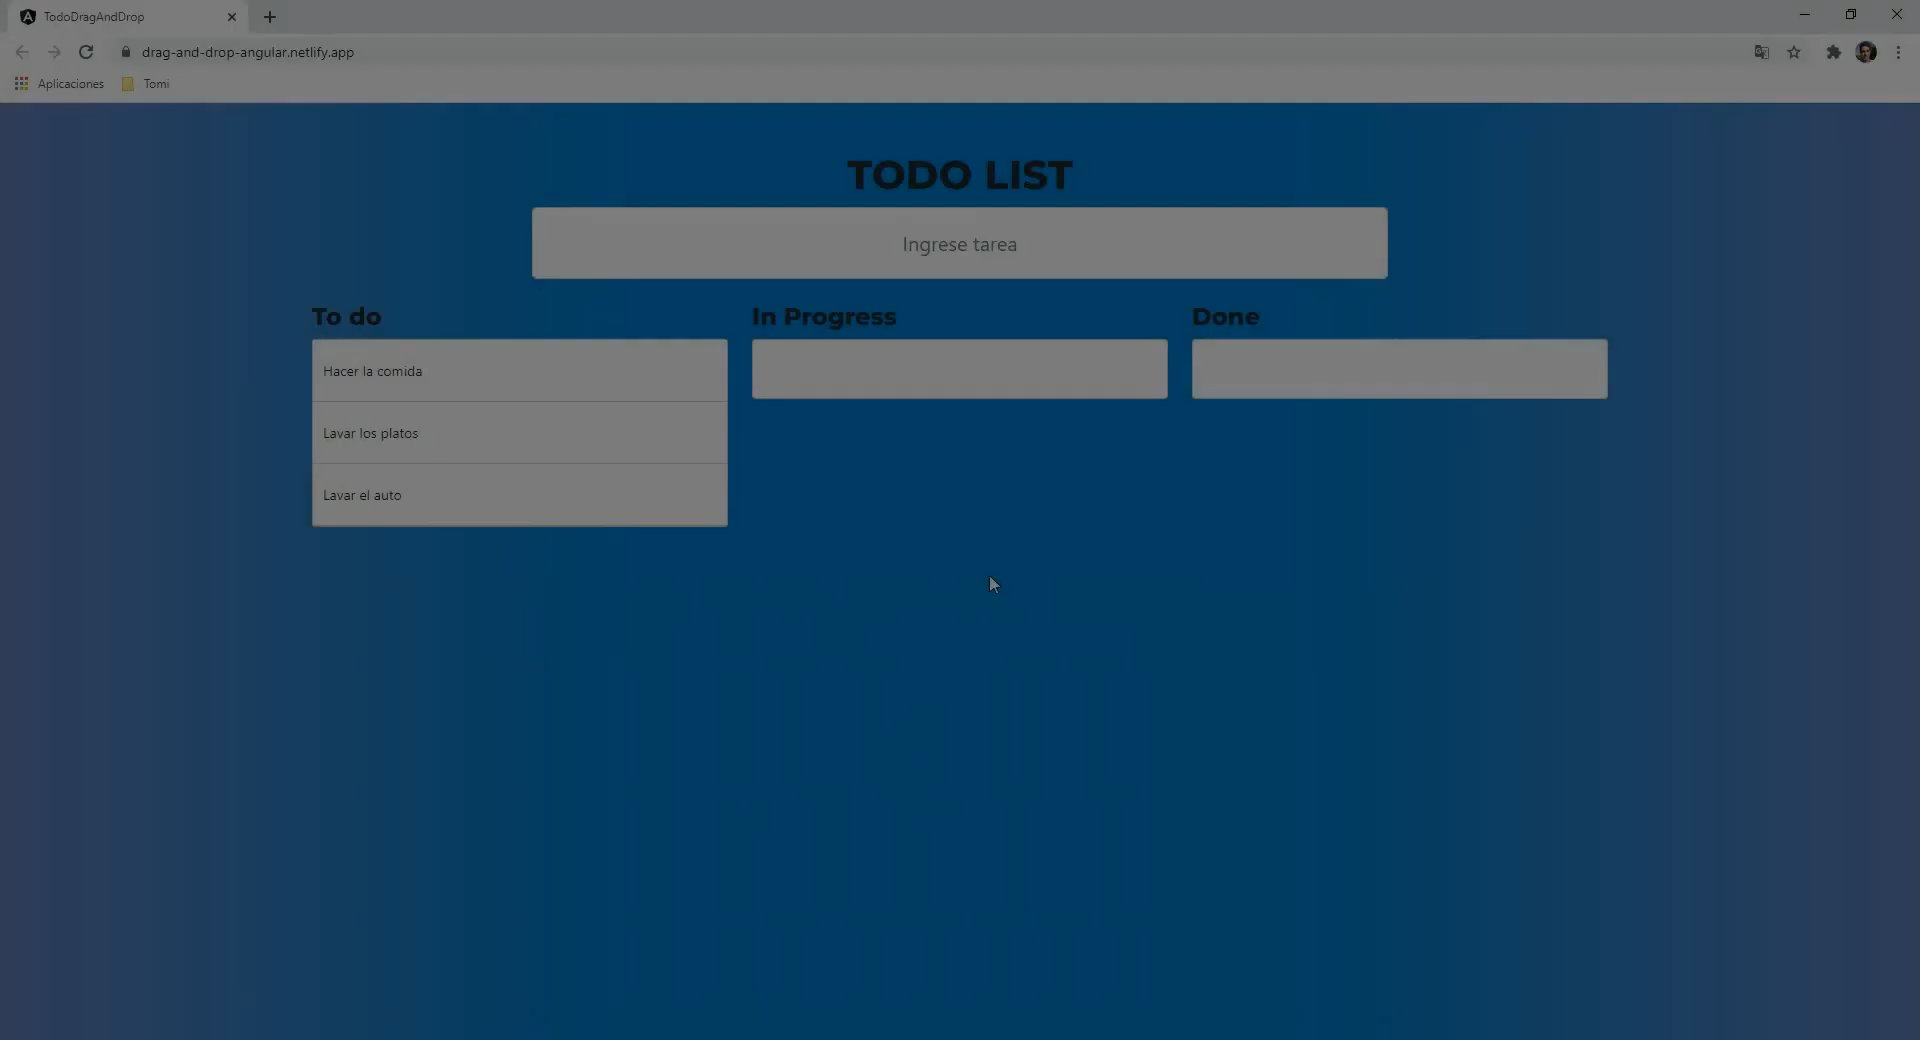 TodoDragAndDrop
drag-and-drop-angular.netlify.app
Aplicaciones
Tomi
TODO LIST
Ingrese tarea
To do
In Progress
Done
Hacer la comida
Lavar los platos
Lavar el auto